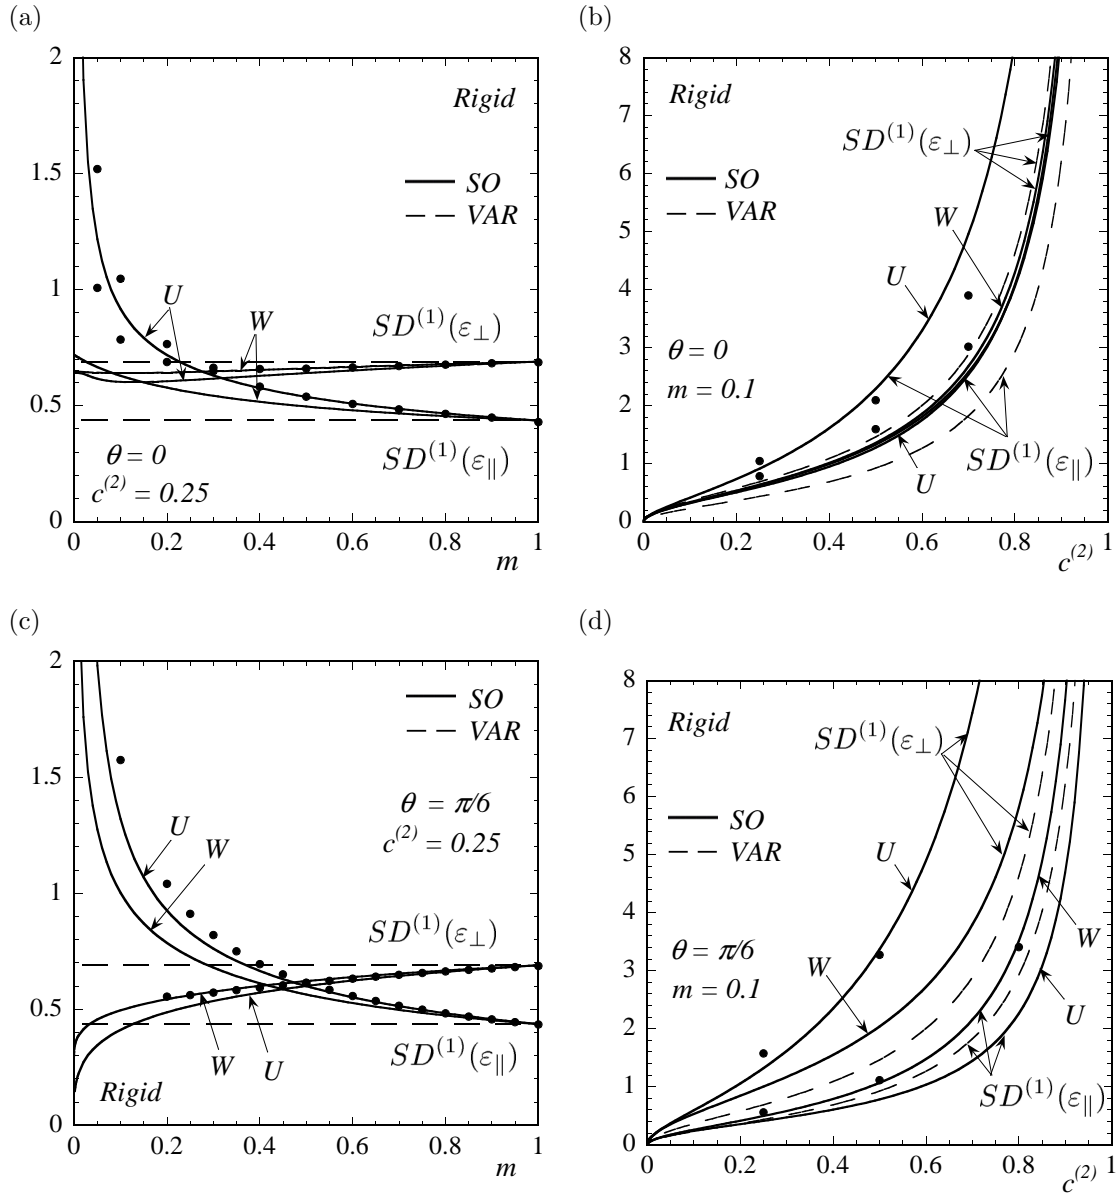 (a)
2
1.5
1
0.5
0
0 0.2 0.4 0.6 0.8 1
m
Rigid
SO
VAR
U
W
SD^{(1)}(ε_⊥)
SD^{(1)}(ε_∥)
θ = 0
c^{(2)} = 0.25
(b)
8
7
6
5
4
3
2
1
0
0 0.2 0.4 0.6 0.8 1
c^{(2)}
Rigid
SD^{(1)}(ε_⊥)
SO
VAR
W
U
θ = 0
m = 0.1
SD^{(1)}(ε_∥)
U
(c)
2
1.5
1
0.5
0
0 0.2 0.4 0.6 0.8 1
m
SO
VAR
θ = π/6
c^{(2)} = 0.25
U
W
SD^{(1)}(ε_⊥)
SD^{(1)}(ε_∥)
W
U
Rigid
(d)
8
7
6
5
4
3
2
1
0
0 0.2 0.4 0.6 0.8 1
c^{(2)}
Rigid
SD^{(1)}(ε_⊥)
SO
VAR
U
W
W
θ = π/6
m = 0.1
U
SD^{(1)}(ε_∥)